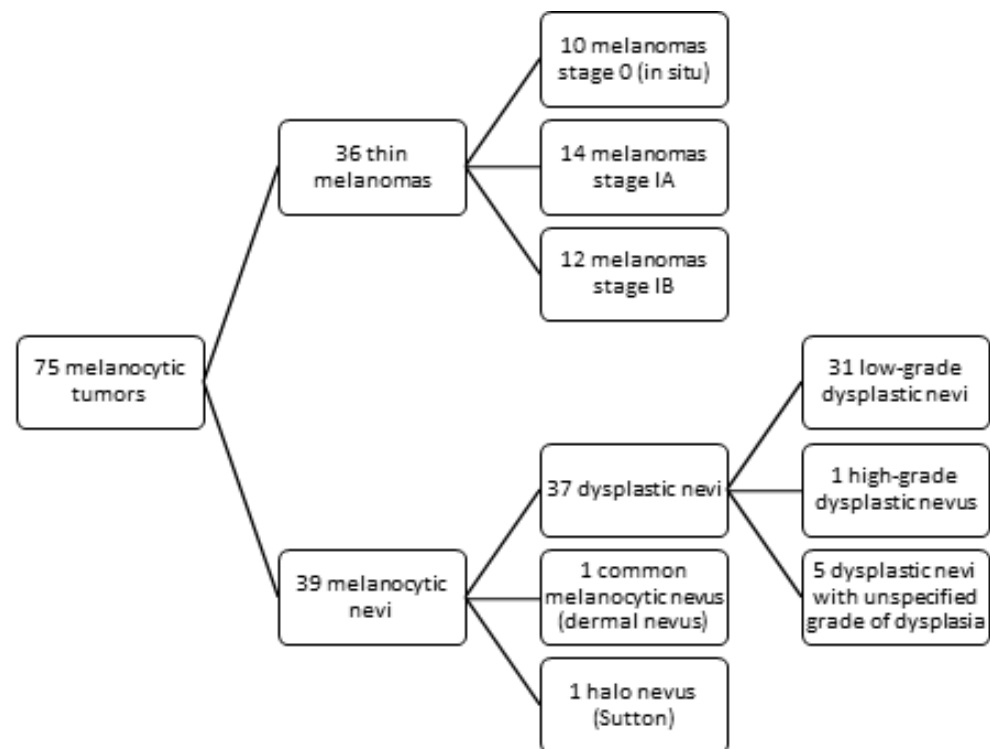 10 melanomas
stage 0 (in situ)
36 thin
melanomas
14 melanomas
stage IA
12 melanomas
stage IB
75 melanocytic
tumors
31 low-grade
dysplastic nevi
37 dysplastic nevi
1 high-grade
dysplastic nevus
39 melanocytic
nevi
1 common
melanocytic nevus
(dermal nevus)
5 dysplastic nevi
with unspecified
grade of dysplasia
1 halo nevus
(Sutton)